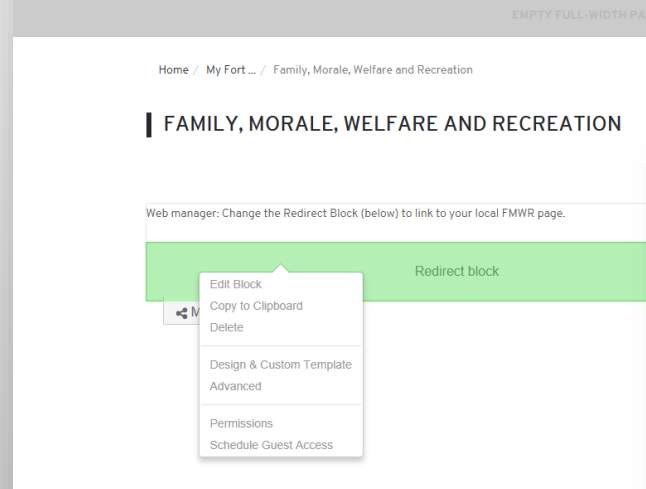 EMPTY FULL-WIDTH
Home / My Fort ... / Family, Morale, Welfare and Recreation
FAMILY, MORALE, WELFARE AND RECREATION
Web manager: Change the Redirect Block (below) to link to your local FMWR page.
Redirect block
Edit Block
Copy to Clipboard
Delete
Design & Custom Template
Advanced
Permissions
Schedule Guest Access